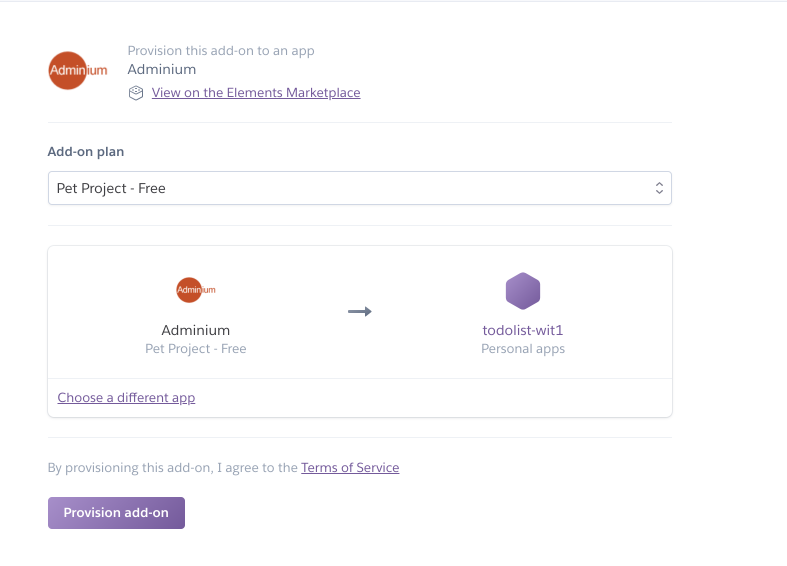 Adminium
Provision this add-on to an app
Adminium
View on the Elements Marketplace
Add-on plan
Pet Project - Free
Adminium
Adminium
Pet Project - Free
todolist-wit1
Personal apps
Choose a different app
By provisioning this add-on, I agree to the Terms of Service
Provision add-on